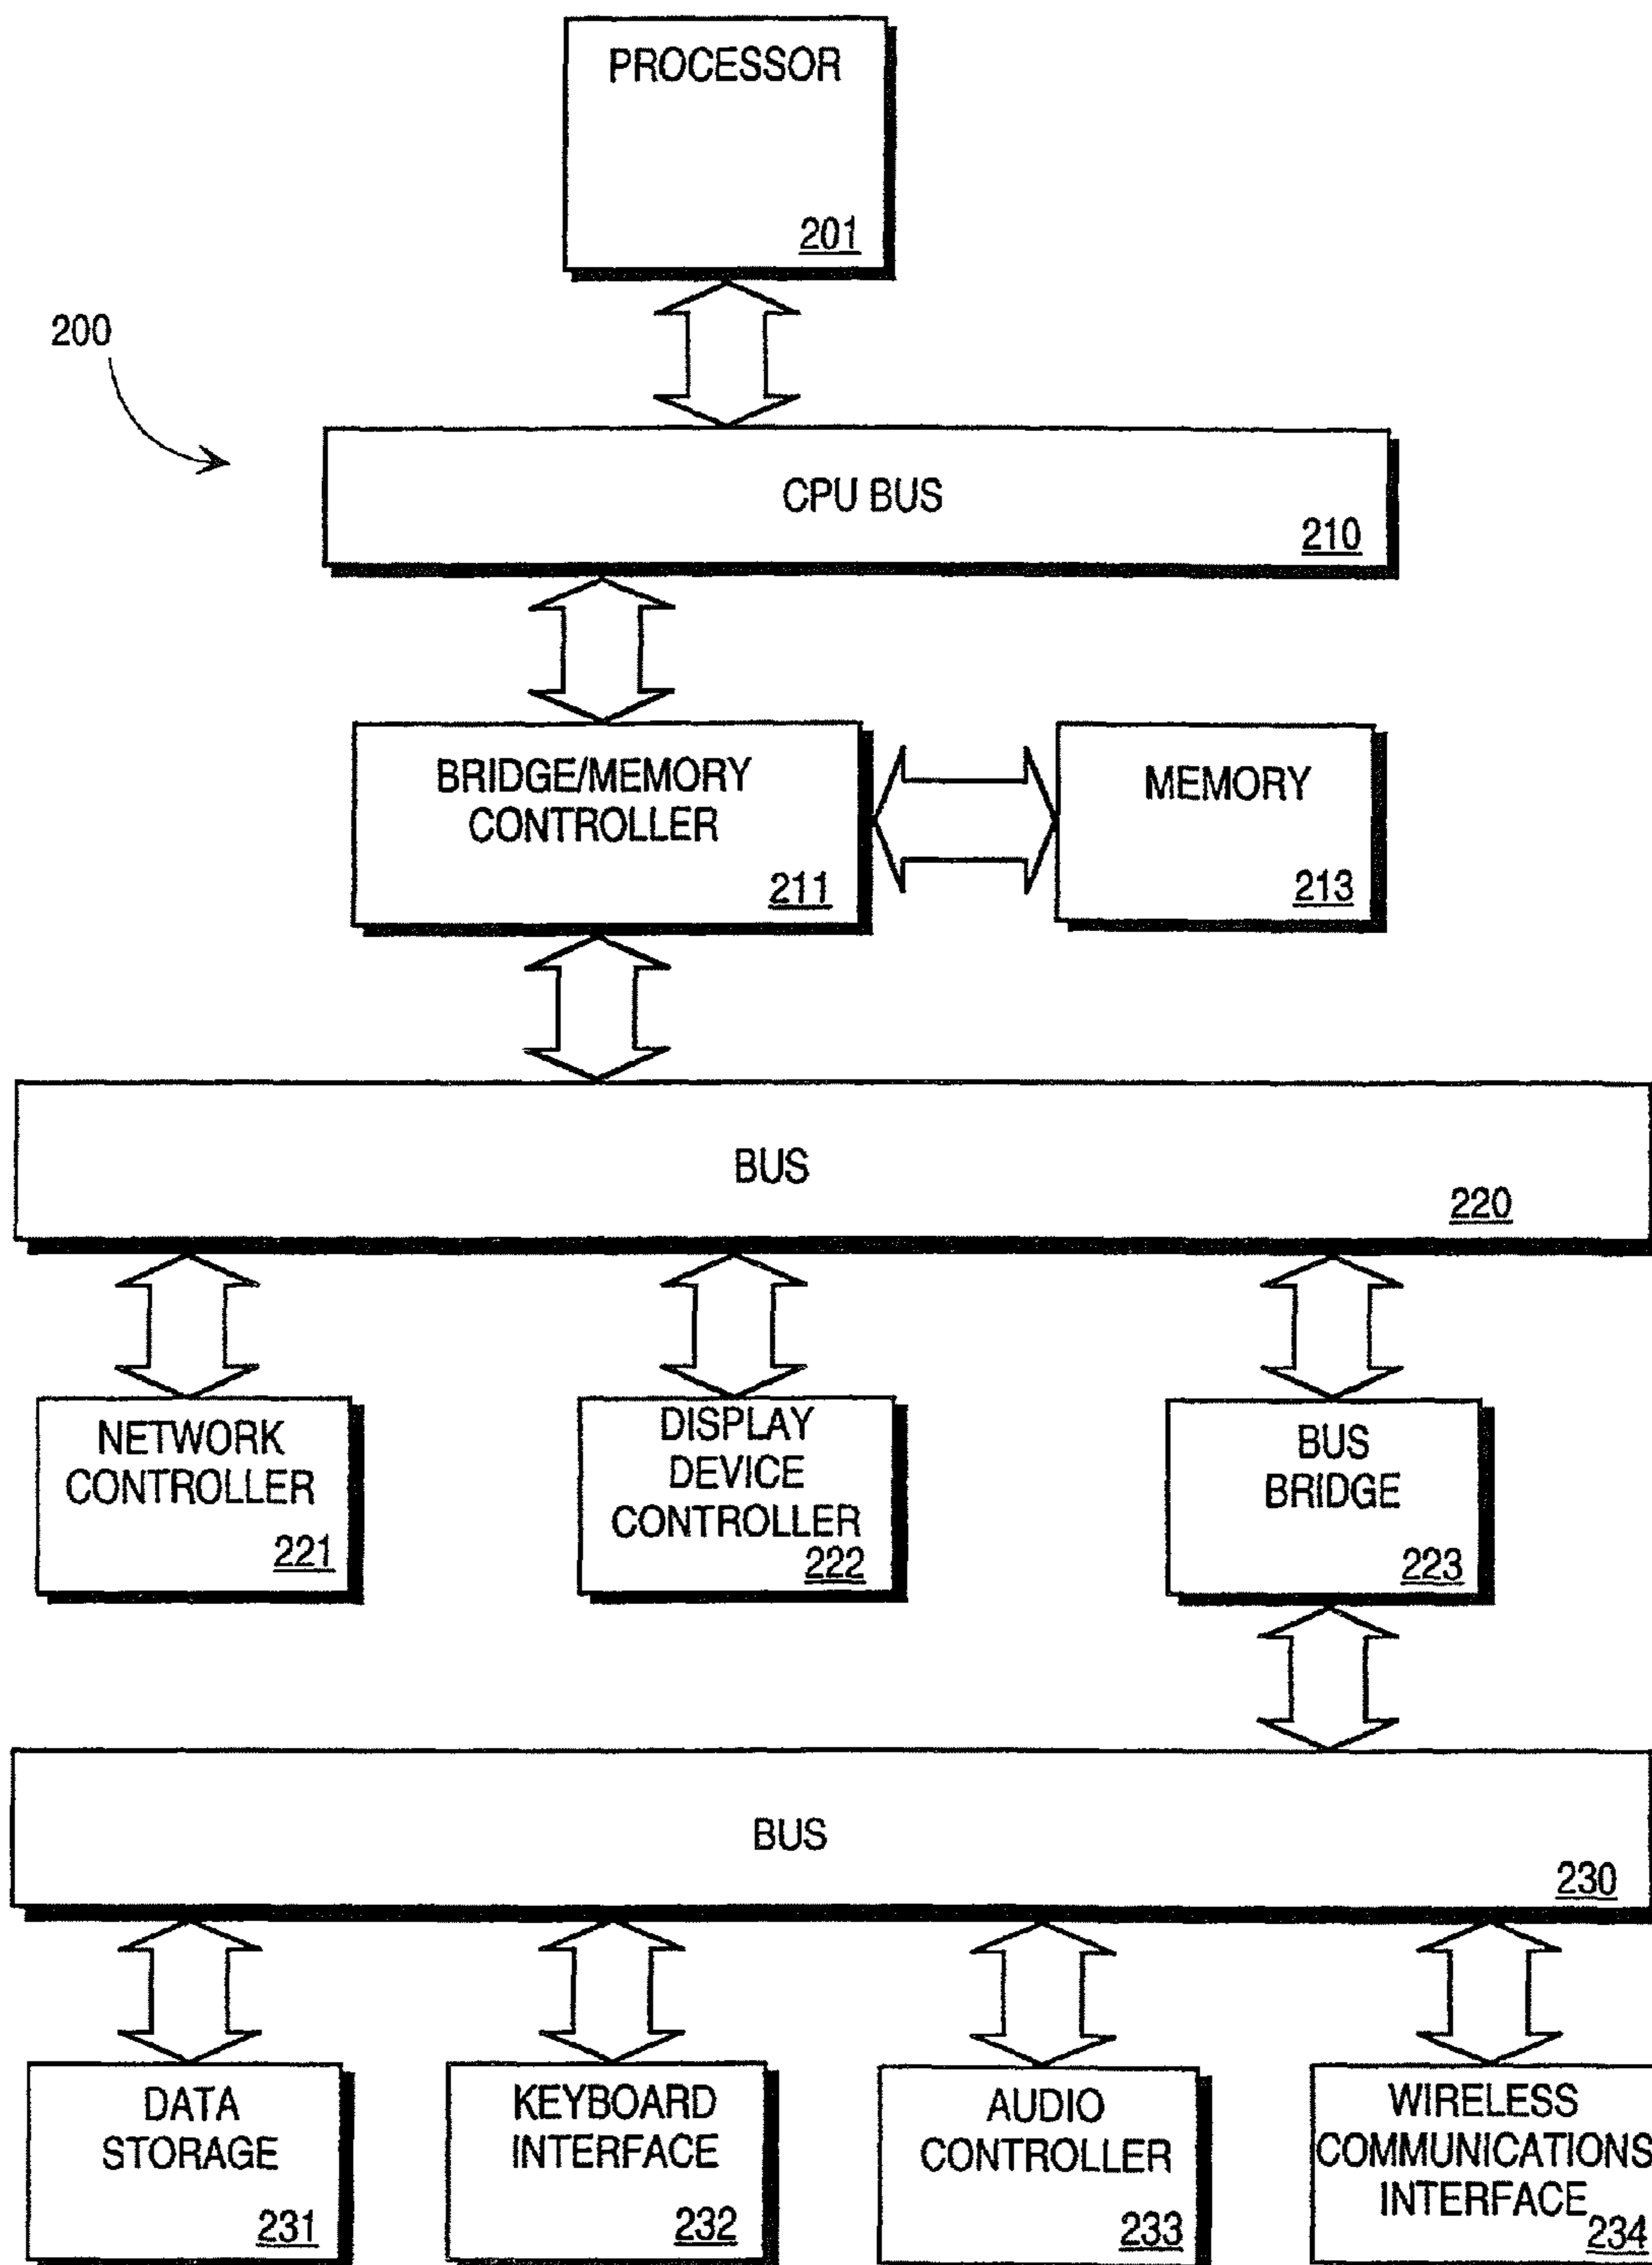 PROCESSOR
201
200
CPU BUS
210
BRIDGE/MEMORY
CONTROLLER
211
MEMORY
213
BUS
220
NETWORK
CONTROLLER
221
DISPLAY
DEVICE
CONTROLLER
222
BUS
BRIDGE
223
BUS
230
DATA
STORAGE
231
KEYBOARD
INTERFACE
232
AUDIO
CONTROLLER
233
WIRELESS
COMMUNICATIONS
INTERFACE
234